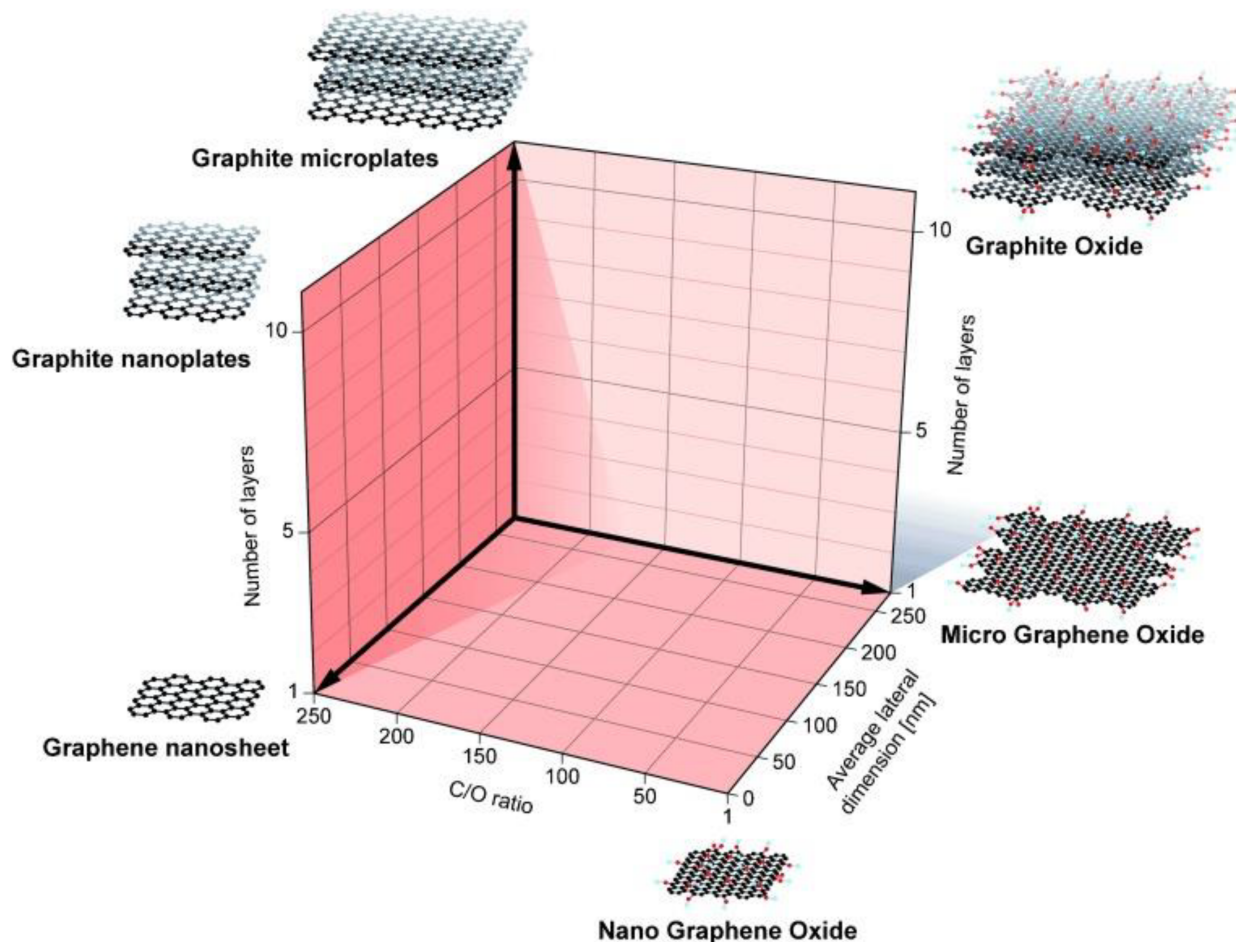 Graphite microplates
Graphite Oxide
Graphite nanoplates
Graphene nanosheet
Micro Graphene Oxide
Nano Graphene Oxide
Number of layers
10
5
1
Number of layers
10
5
1
C/O ratio
250
200
150
100
50
1
Average lateral
dimension [nm]
250
200
150
100
50
0